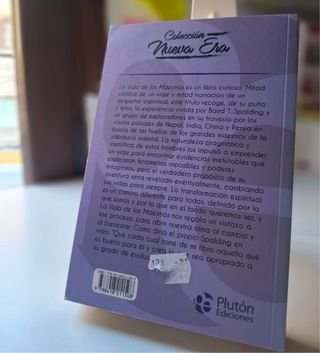 Colección
Nueva Era
La Vida de los Maestros es un libro curioso. Mitad
crónica de un viaje y mitad narración de un
despertar espiritual, este título recoge, de su puño
y letra, la experiencia vivida por Baird T. Spalding y
un grupo de exploradores en su travesía por los
vastos parades de Nepal, India, China y Persia en
busca de las huellas de los grandes maestros de la
sabiduría oriental. La naturaleza pragmática y
científica de estos hombres los impulsó a emprender
un viaje para encontrar evidencias irrefutables que
explicaran fenómenos imposibles y poderes
milagrosos, pero el verdadero propósito de su
aventura sería revelado eventualmente, cambiando
sus vidas para siempre. La transformación espiritual
es un camino diferente para todos, definido por lo
que somos y por lo que en el fondo queremos ser, y
La Vida de los Maestros nos regala un vistazo a
ese proceso, para abrir nuestra alma al cambio y
al bienestar. Como diría el propio Spalding en
vida: "Que cada cual tome de mi libro aquello que
es bueno para él y crea lo que sea apropiado a
su grado de
Plutón
Ediciones